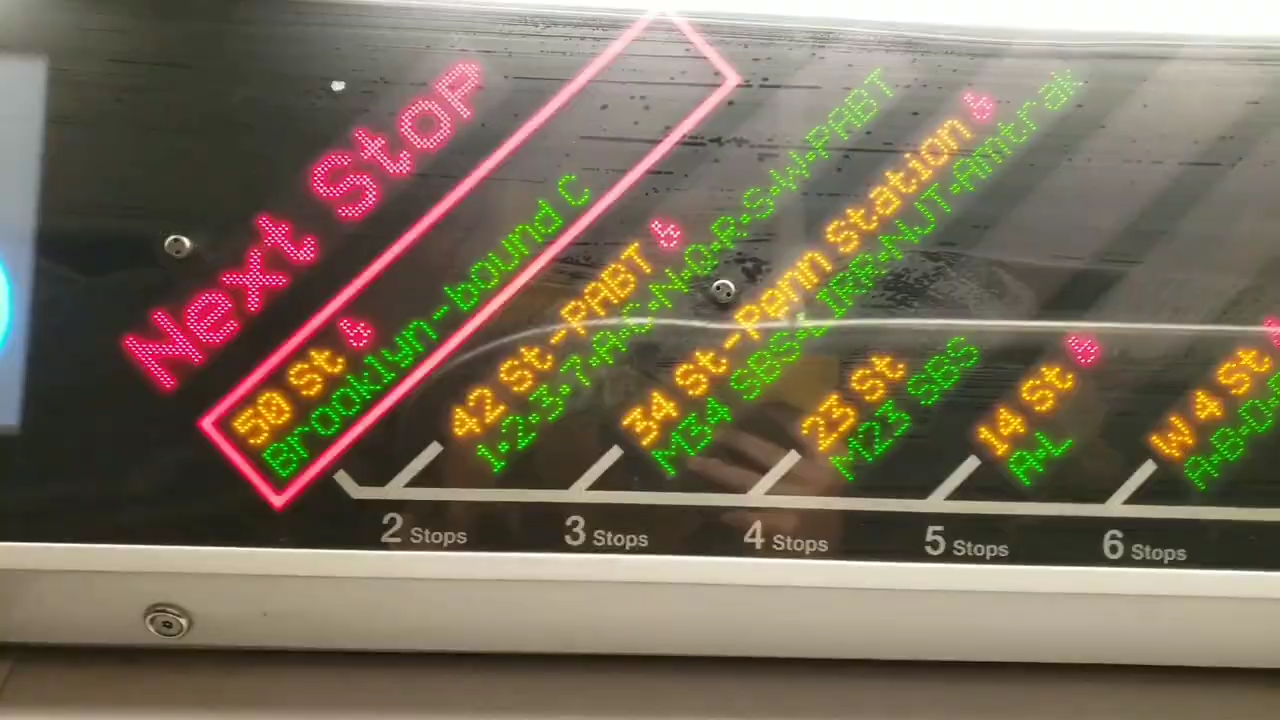 Next Stop
50 St
Brooklyn-bound C
42 St-PABT
1•2•3•7•A•C•N•Q•R•S•W•PABT
34 St-Penn Station
M34 SBS•E IRR•NJT•Amtrak
23 St
M23 SBS
14 St
A•L
W 4 St
2 Stops
3 Stops
4 Stops
5 Stops
6 Stops